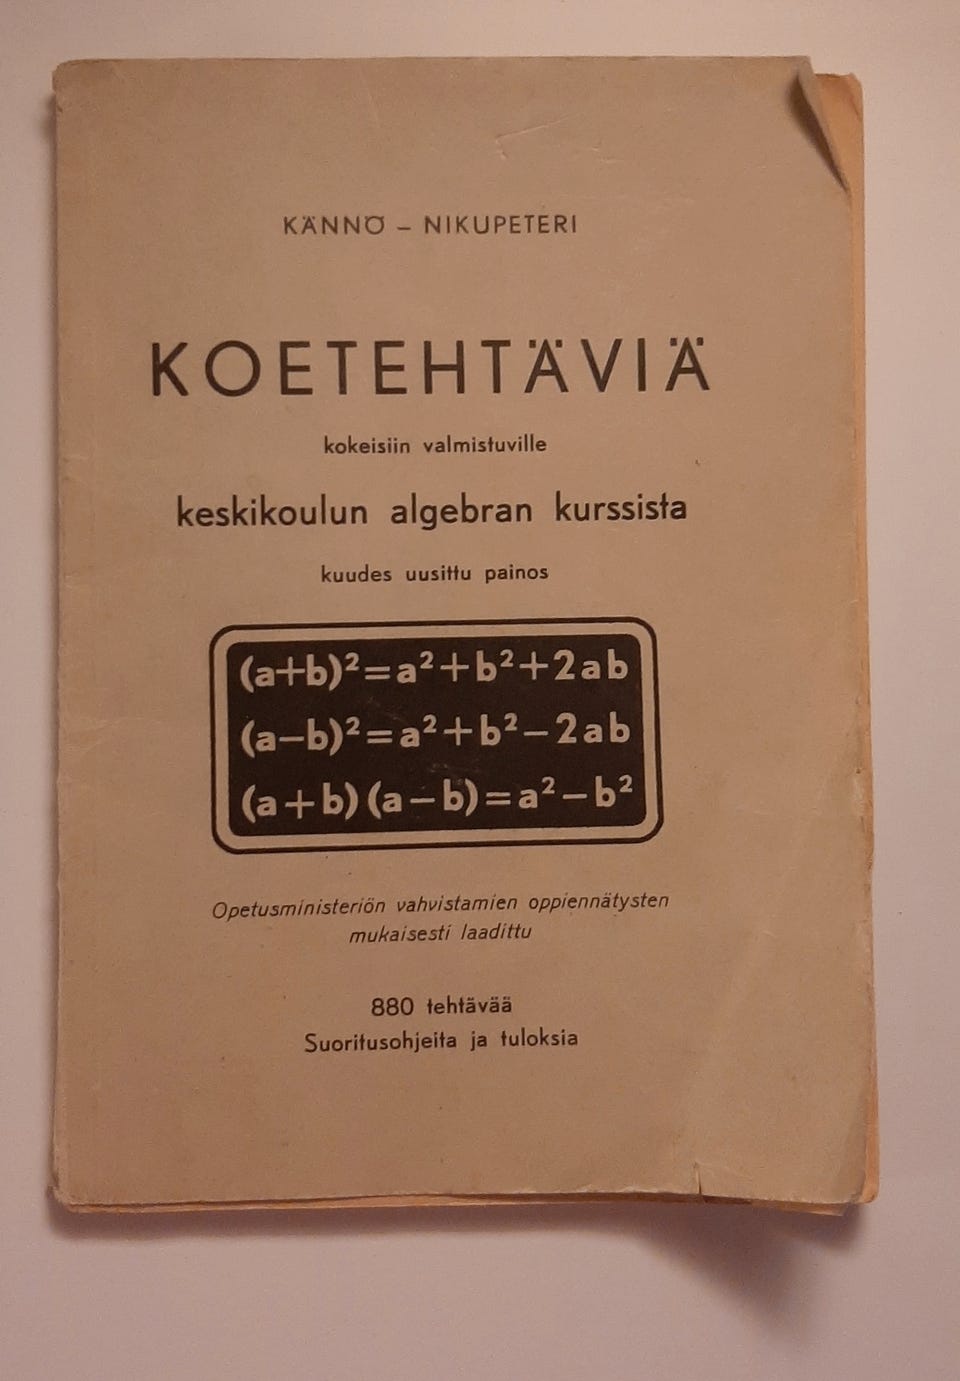 KÄNNÖ – NIKUPETERI
KOETEHTÄVIÄ
kokeisiin valmistuville
keskikoulun algebran kurssista
kuudes uusittu painos
(a+b)²=a²+b²+2ab
(a–b)²=a²+b²–2ab
(a+b)(a–b)=a²–b²
Opetusministeriön vahvistamien oppiennätysten
mukaisesti laadittu
880 tehtävää
Suoritusohjeita ja tuloksia